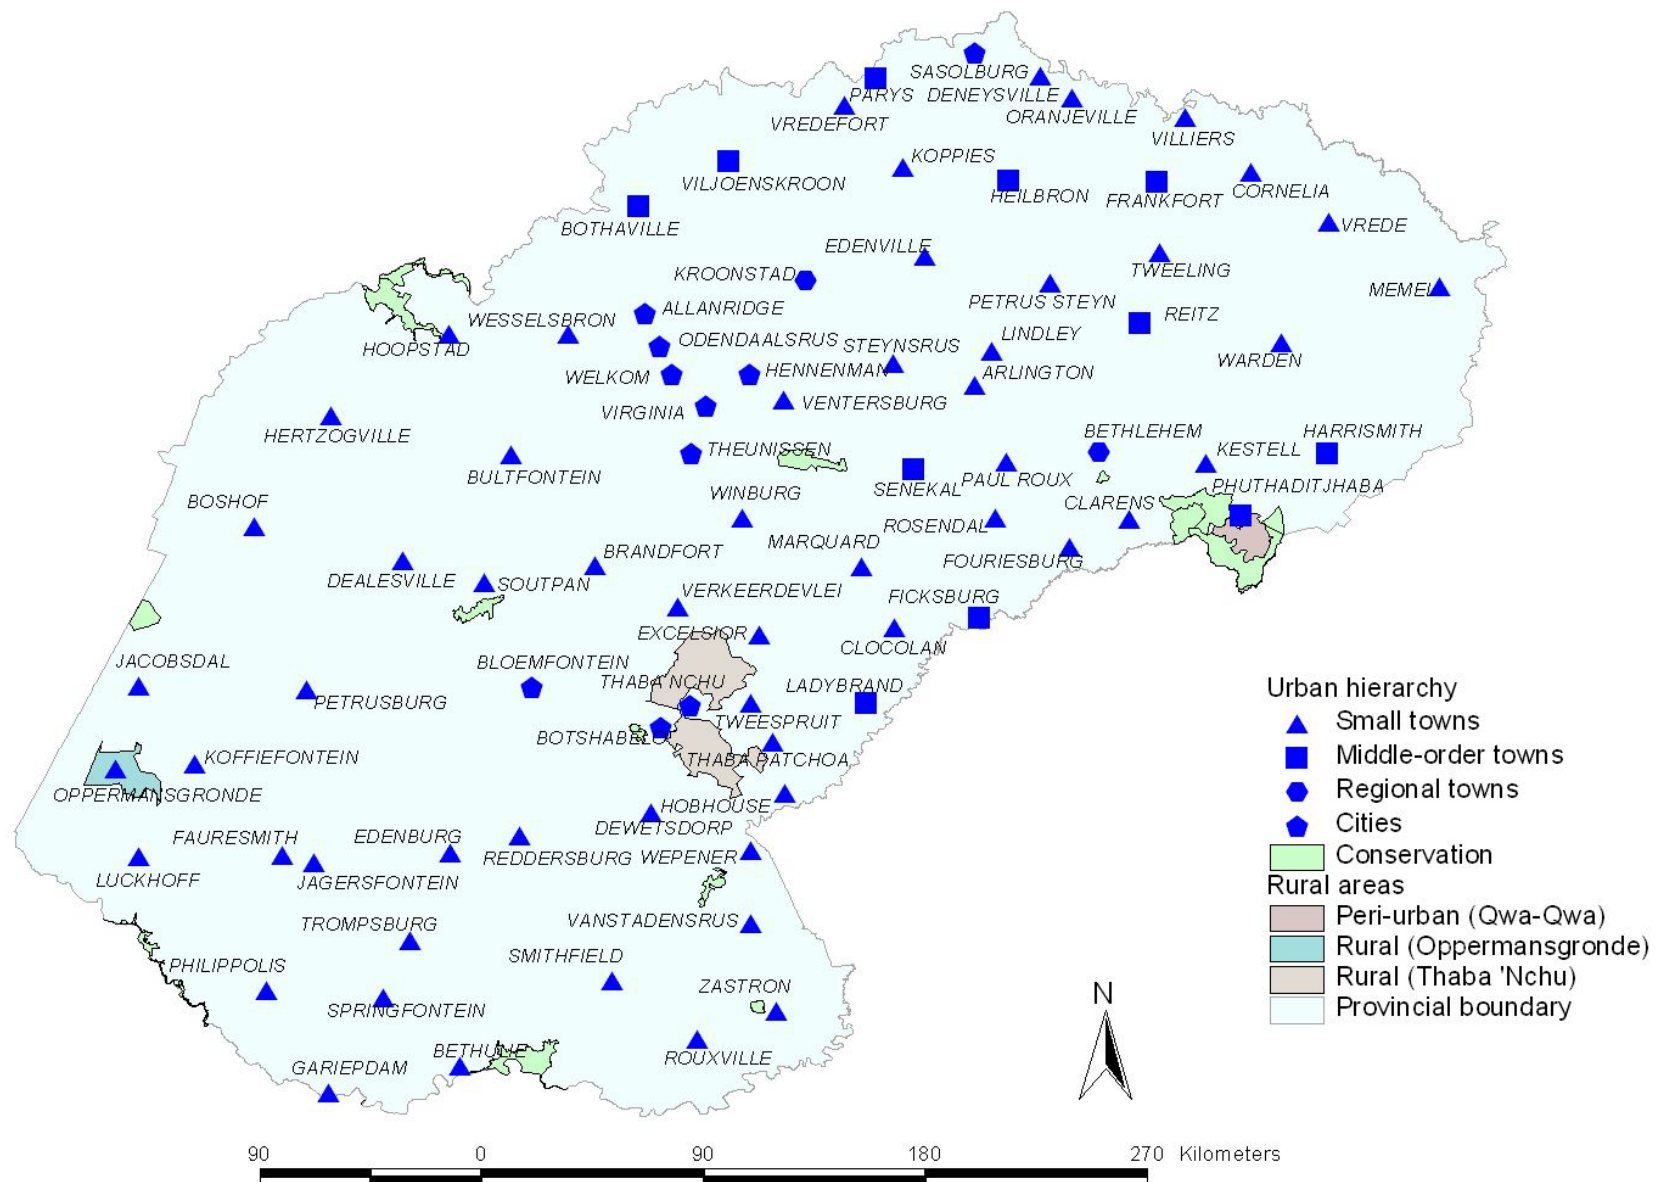 SASOLBURG
PARYS
DENEYSVILLE
VREDEFORT
ORANJEVILLE
VILLIERS
KOPPIES
VILJOENSKROON
HEILBRON
FRANKFORT
CORNELIA
BOTHAVILLE
VREDE
EDENVILLE
KROONSTAD
TWEELING
MEMEL
PETRUS STEYN
ALLANRIDGE
REITZ
WESSELSBRON
HOOPSTAD
ODENDAALSRUS
STEYNSRUS
LINDLEY
WARDEN
WELKOM
HENNENMAN
ARLINGTON
VIRGINIA
VENTERSBURG
HERTZOGVILLE
BETHLEHEM
HARRISMITH
THEUNISSEN
KESTELL
BULTFONTEIN
SENEKAL
PAUL ROUX
PHUTHADITJHABA
WINBURG
CLARENS
BOSHOF
ROSENDAL
MARQUARD
BRANDFORT
FOURIESBURG
DEALESVILLE
SOUTPAN
VERKEERDEVLEI
FICKSBURG
EXCELSIOR
CLOCOLAN
JACOBSDAL
BLOEMFONTEIN
THABA NCHU
LADYBRAND
PETRUSBURG
TWEESPRUIT
BOTSHABELO
KOFFIEFONTEIN
THABA PATCHOA
OPPERMANSGRONDE
HOBHOUSE
DEWETSDORP
FAURESMITH
EDENBURG
REDDERSBURG
WEPENER
LUCKHOFF
JAGERSFONTEIN
TROMPSBURG
VANSTADENSRUS
SMITHFIELD
PHILIPPOLIS
ZASTRON
SPRINGFONTEIN
BETHULIE
ROUXVILLE
GARIEPDAM
Urban hierarchy
Small towns
Middle-order towns
Regional towns
Cities
Conservation
Rural areas
Peri-urban (Qwa-Qwa)
Rural (Oppermansgronde)
Rural (Thaba 'Nchu)
Provincial boundary
N
90 0 90 180 270 Kilometers